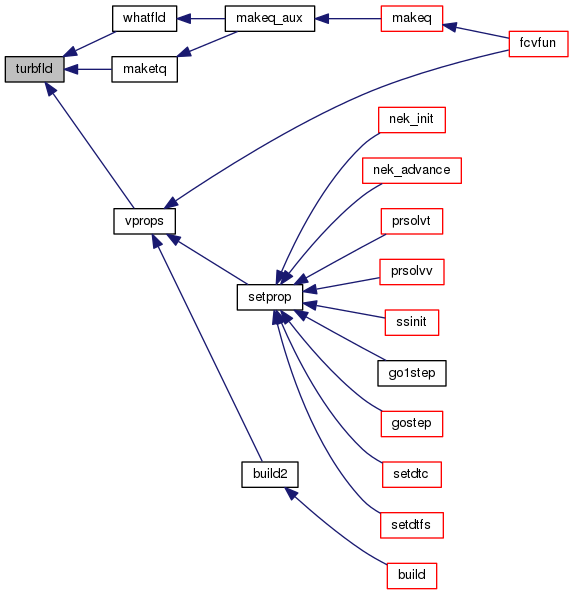 whatfld
makeq_aux
makeq
fcvfun
turbfld
maketq
nek_init
nek_advance
vprops
prsolvt
prsolvv
setprop
ssinit
go1step
gostep
build2
setdtc
setdtfs
build